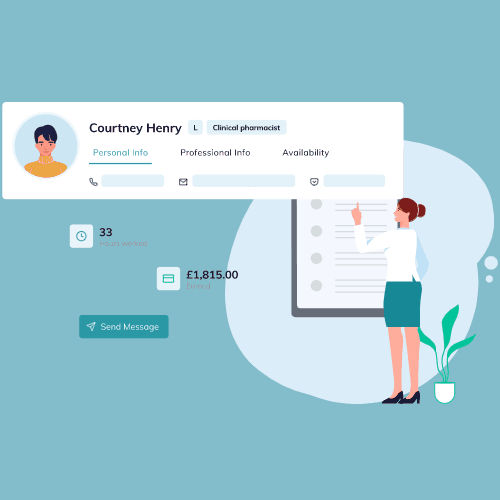 Courtney Henry L Clinical pharmacist
Personal Info Professional Info Availability
33
Hours worked
£1,815.00
Send Message